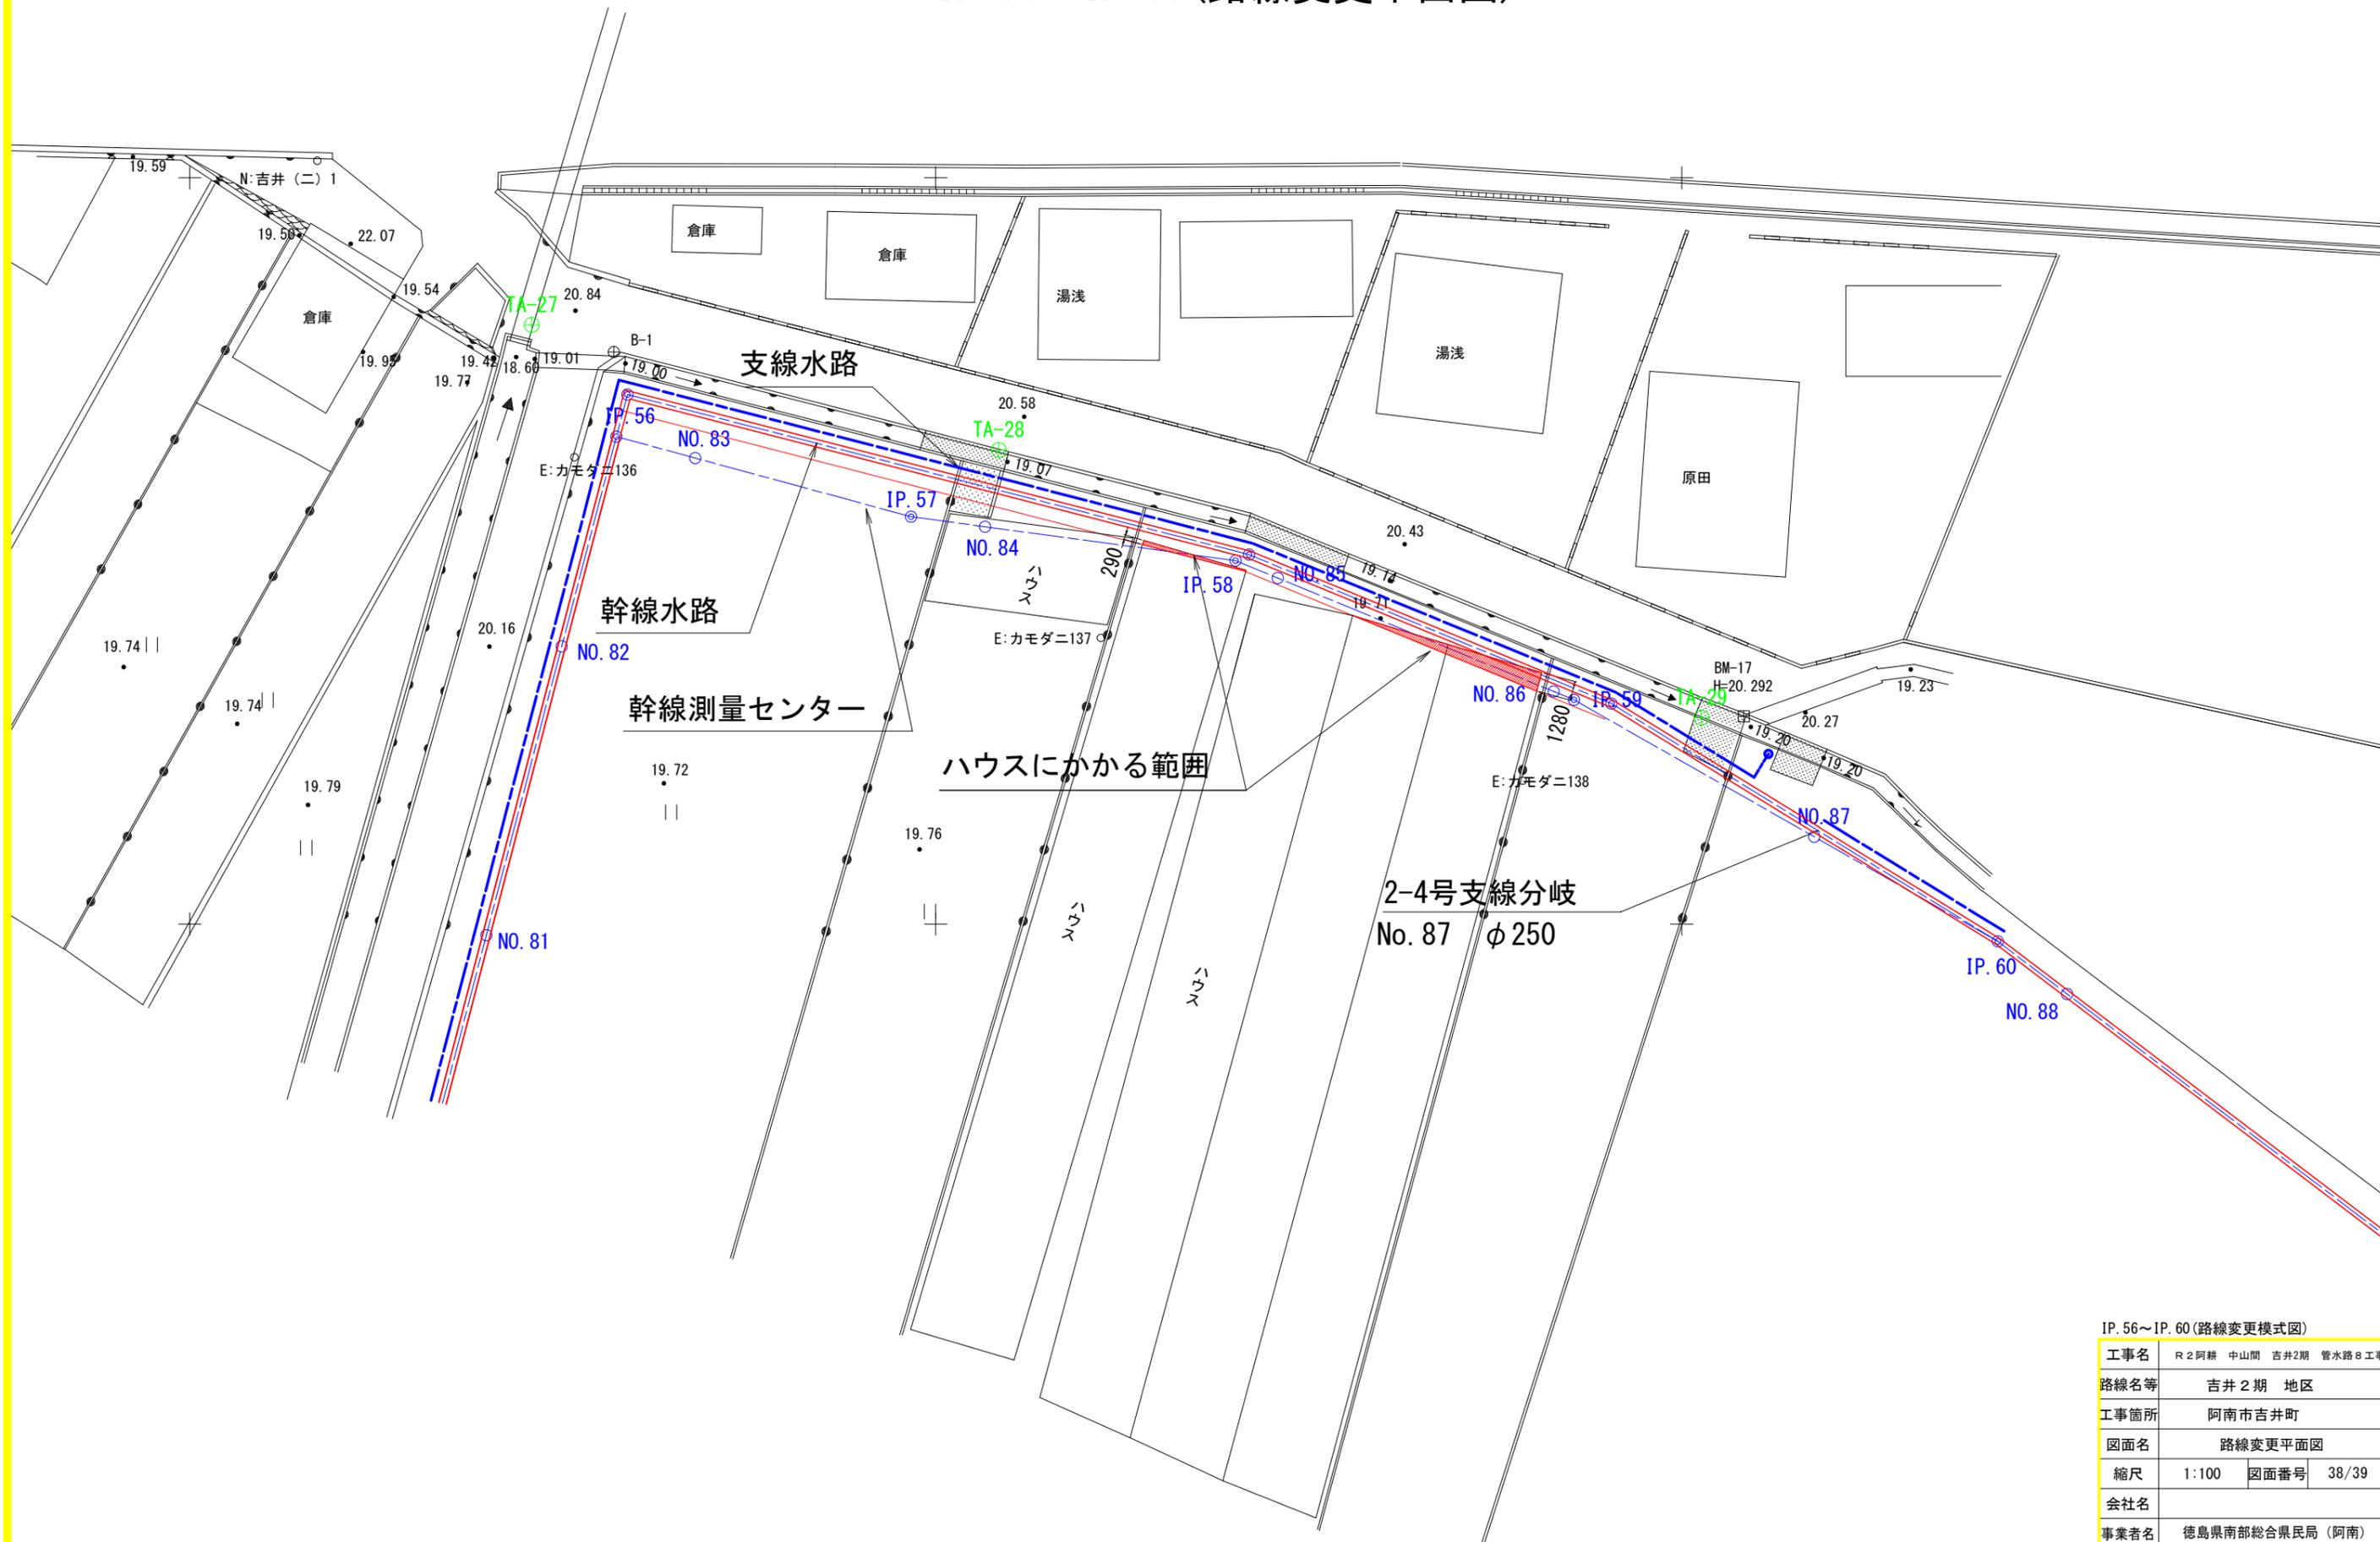 (路線変更平面図)
19.59
N:吉井（二）1
19.50
22.07
19.54
倉庫
19.95
19.42
19.77
18.60
TA-27
20.84
19.01
B-1
19.00
倉庫
倉庫
湯浅
湯浅
原田
支線水路
20.58
TA-28
19.07
IP.56
NO.83
E:カモダニ136
IP.57
NO.84
290
ハウス
IP.58
NO.85
20.43
19.14
19.71
幹線水路
20.16
NO.82
E:カモダニ137
19.74
19.74
幹線測量センター
NO.86
IP.59
1280
TA-29
BM-17
H=20.292
19.23
20.27
19.20
19.20
19.79
19.72
ハウスにかかる範囲
E:カモダニ138
NO.87
19.76
2-4号支線分岐
No.87 φ250
ハウス
ハウス
NO.81
IP.60
NO.88
IP.56～IP.60(路線変更模式図)
工事名 R２阿耕 中山間 吉井2期 管水路８工事
路線名等 吉井２期 地区
工事箇所 阿南市吉井町
図面名 路線変更平面図
縮尺 1:100 図面番号 38/39
会社名
事業者名 徳島県南部総合県民局（阿南）